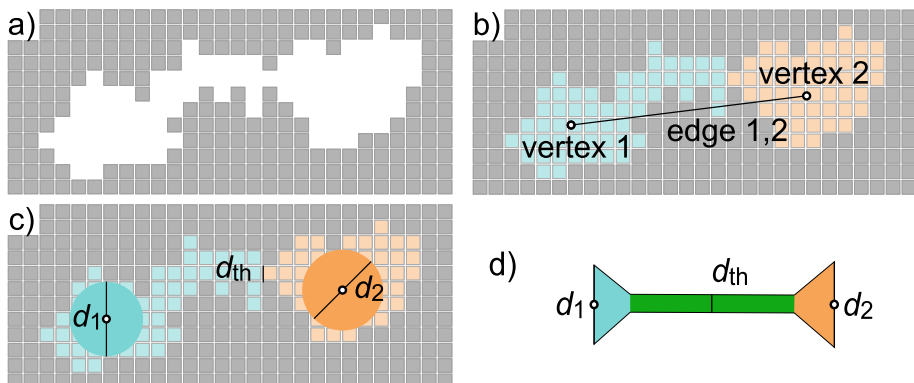 a)
b)
vertex 2
edge 1,2
vertex 1
c)
dth
d1
d2
d)
dth
d1
d2